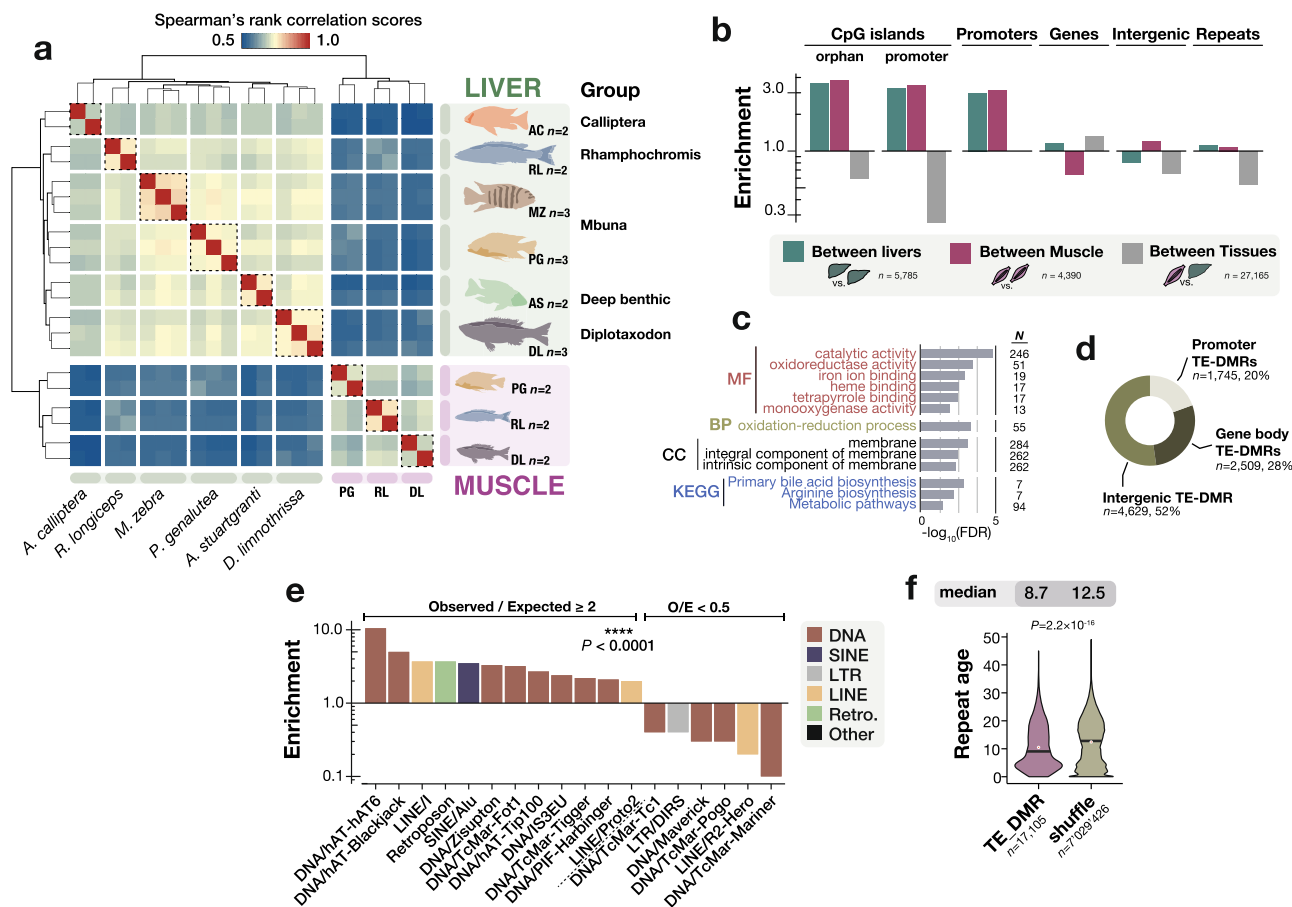 a
Spearman's rank correlation scores
0.5 1.0
LIVER
Group
AC n=2
Calliptera
RL n=2
Rhamphochromis
MZ n=3
Mbuna
PG n=3
AS n=2
Deep benthic
DL n=3
Diplotaxodon
PG n=2
RL n=2
DL n=2
MUSCLE
A. calliptera
R. longiceps
M. zebra
P. genalutea
A. stuartgranti
D. limnothrissa
PG RL DL
b
CpG islands Promoters Genes Intergenic Repeats
orphan promoter
Enrichment
3.0
1.0
0.3
Between livers Between Muscle Between Tissues
vs. n = 5,785 vs. n = 4,390 vs. n = 27,165
c
N
MF
catalytic activity 246
oxidoreductase activity 51
iron ion binding 19
heme binding 17
tetrapyrrole binding 17
monooxygenase activity 13
BP oxidation-reduction process 55
CC
membrane 284
integral component of membrane 262
intrinsic component of membrane 262
KEGG
Primary bile acid biosynthesis 7
Arginine biosynthesis 7
Metabolic pathways 94
0 5
-log10(FDR)
d
Promoter
TE-DMRs
n=1,745, 20%
Gene body
TE-DMRs
n=2,509, 28%
Intergenic TE-DMR
n=4,629, 52%
e
Observed / Expected ≥ 2 O/E < 0.5
****
P < 0.0001
Enrichment
10.0
1.0
0.1
DNA/hAT-hAT6
DNA/hAT-Blackjack
LINE/I
Retroposon
SINE/Alu
DNA/Zisupton
DNA/TcMar-Fot1
DNA/hAT-Tip100
DNA/IS3EU
DNA/TcMar-Tigger
DNA/PIF-Harbinger
LINE/Proto2
DNA/TcMar-Tc1
LTR/DIRS
DNA/Maverick
DNA/TcMar-Pogo
LINE/R2-Hero
DNA/TcMar-Mariner
DNA
SINE
LTR
LINE
Retro.
Other
f
median 8.7 12.5
P=2.2×10-16
Repeat age
50
40
30
20
10
0
TE_DMR
n=17,105
shuffle
n=7'029'426